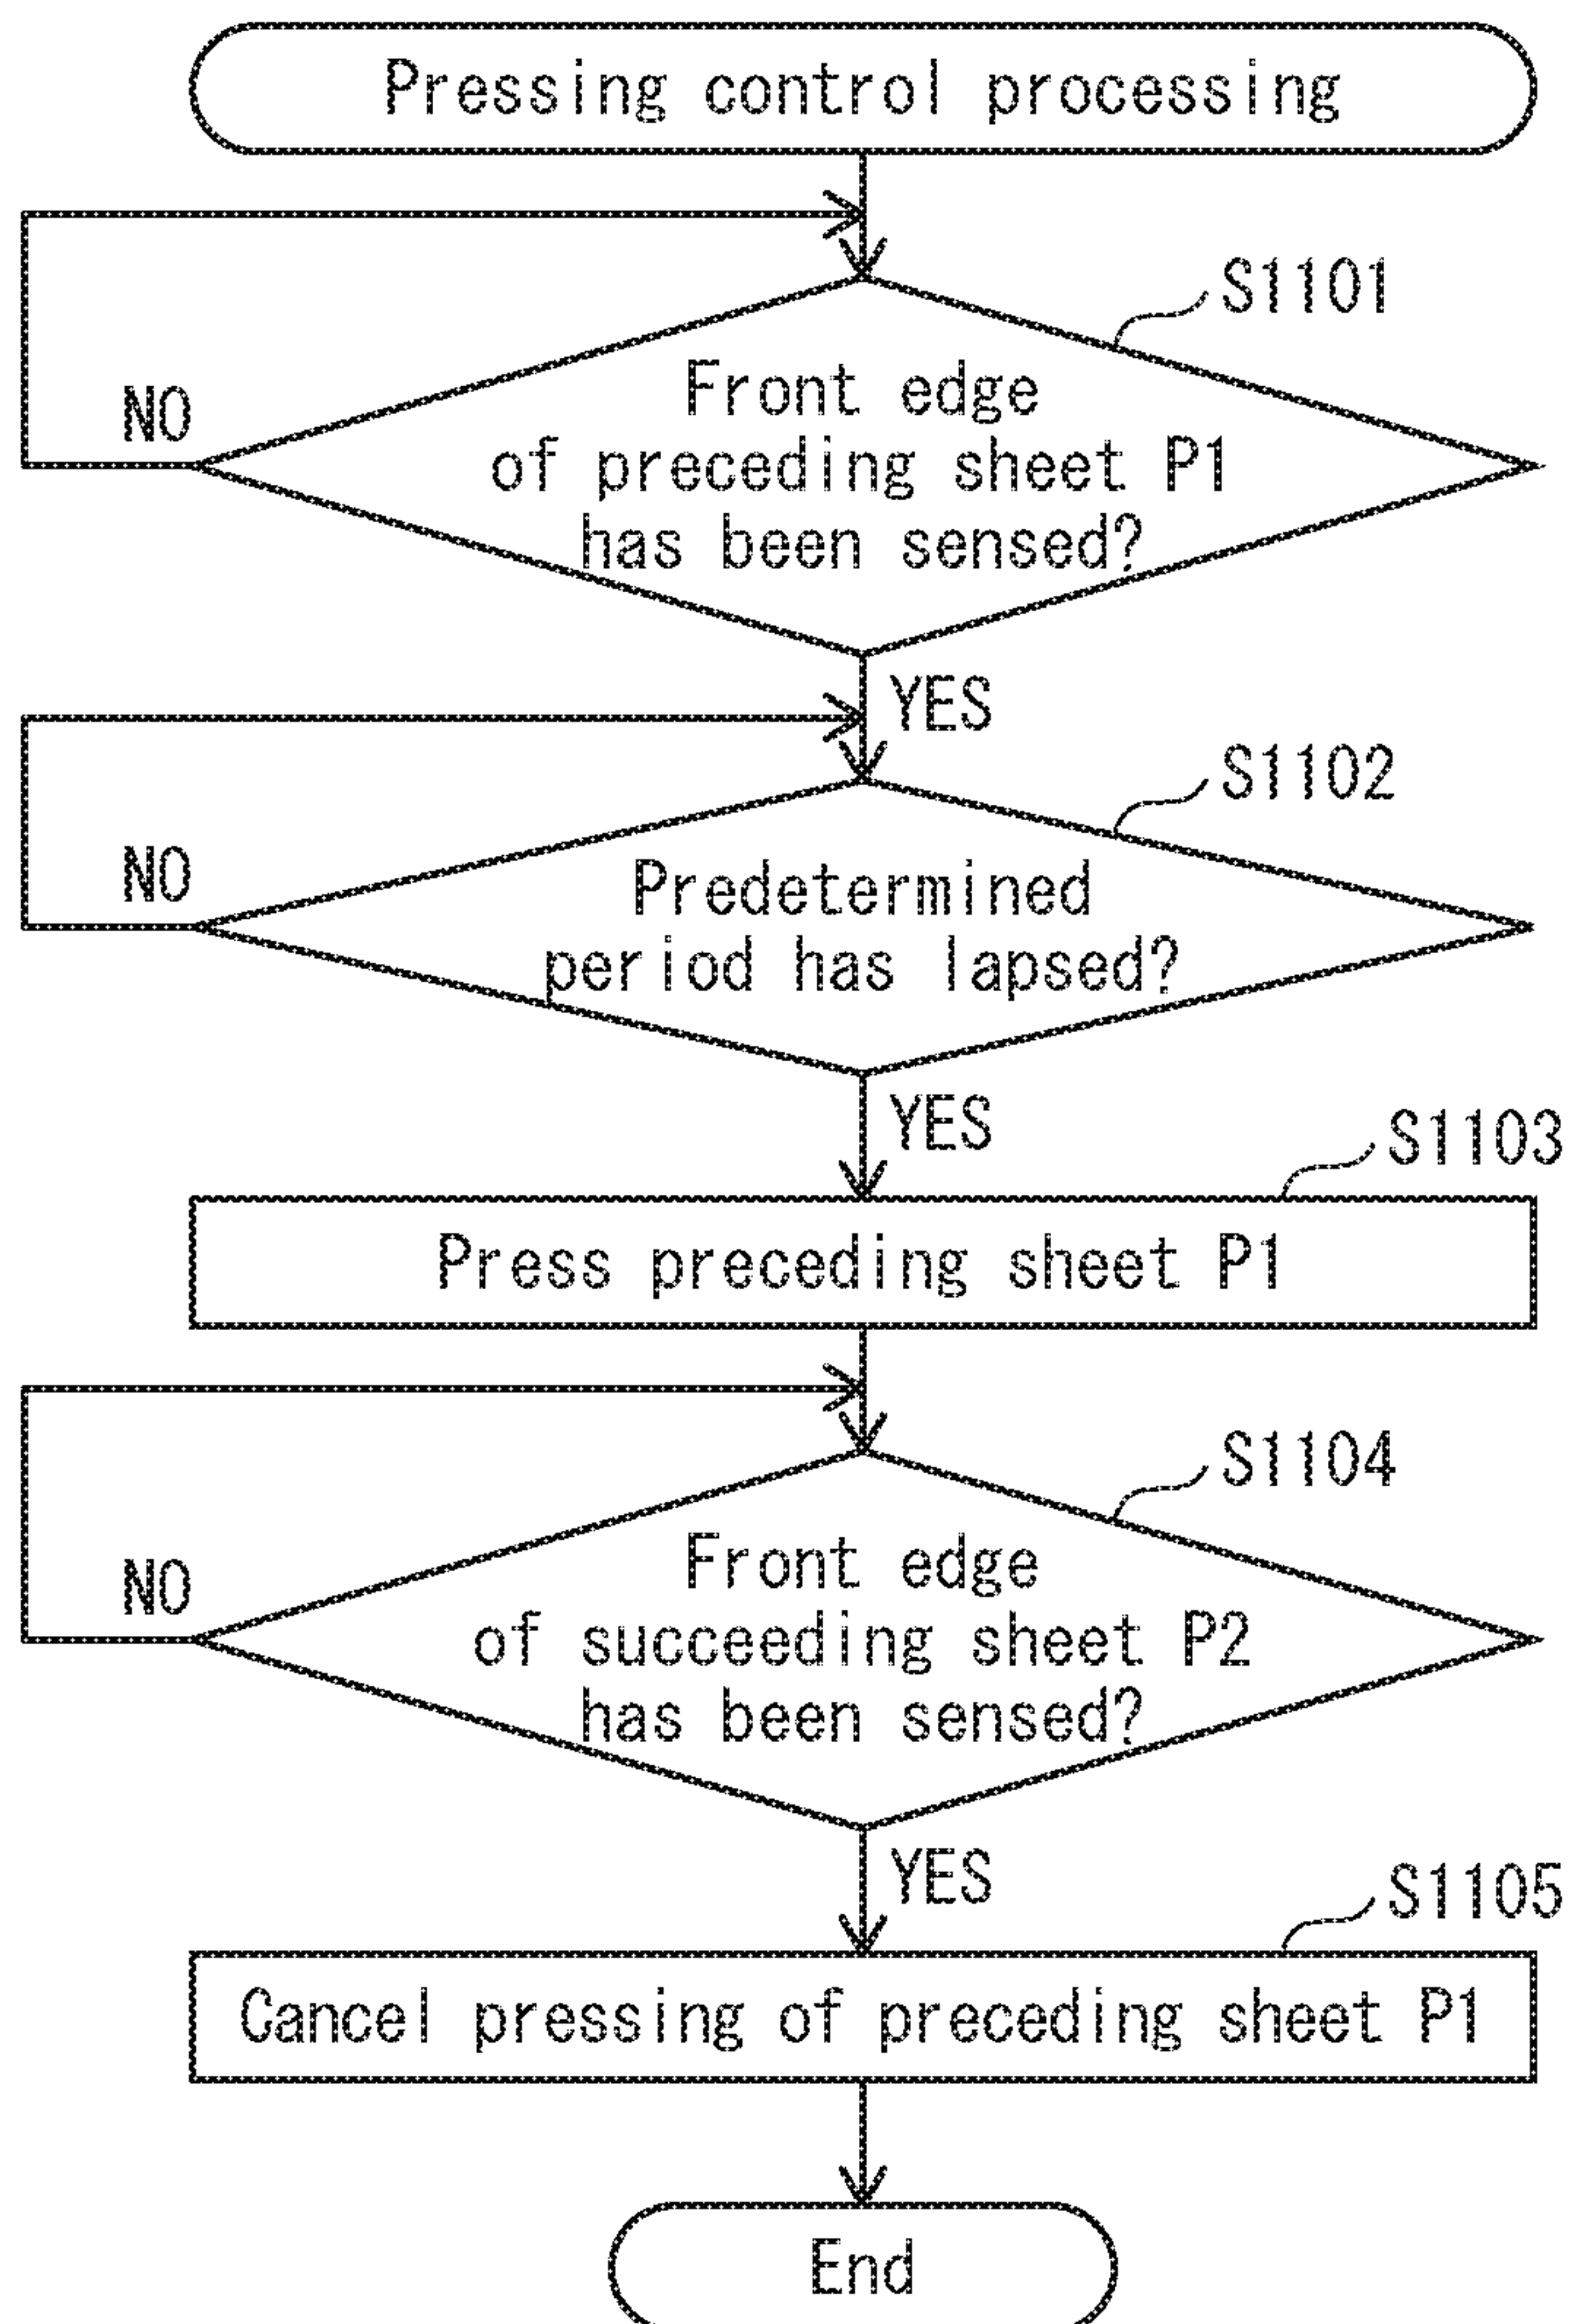 Pressing control processing
S1101
Front edge
of preceding sheet P1
has been sensed?
NO
YES
S1102
Predetermined
period has lapsed?
NO
YES
S1103
Press preceding sheet P1
S1104
Front edge
of succeeding sheet P2
has been sensed?
NO
YES
S1105
Cancel pressing of preceding sheet P1
End